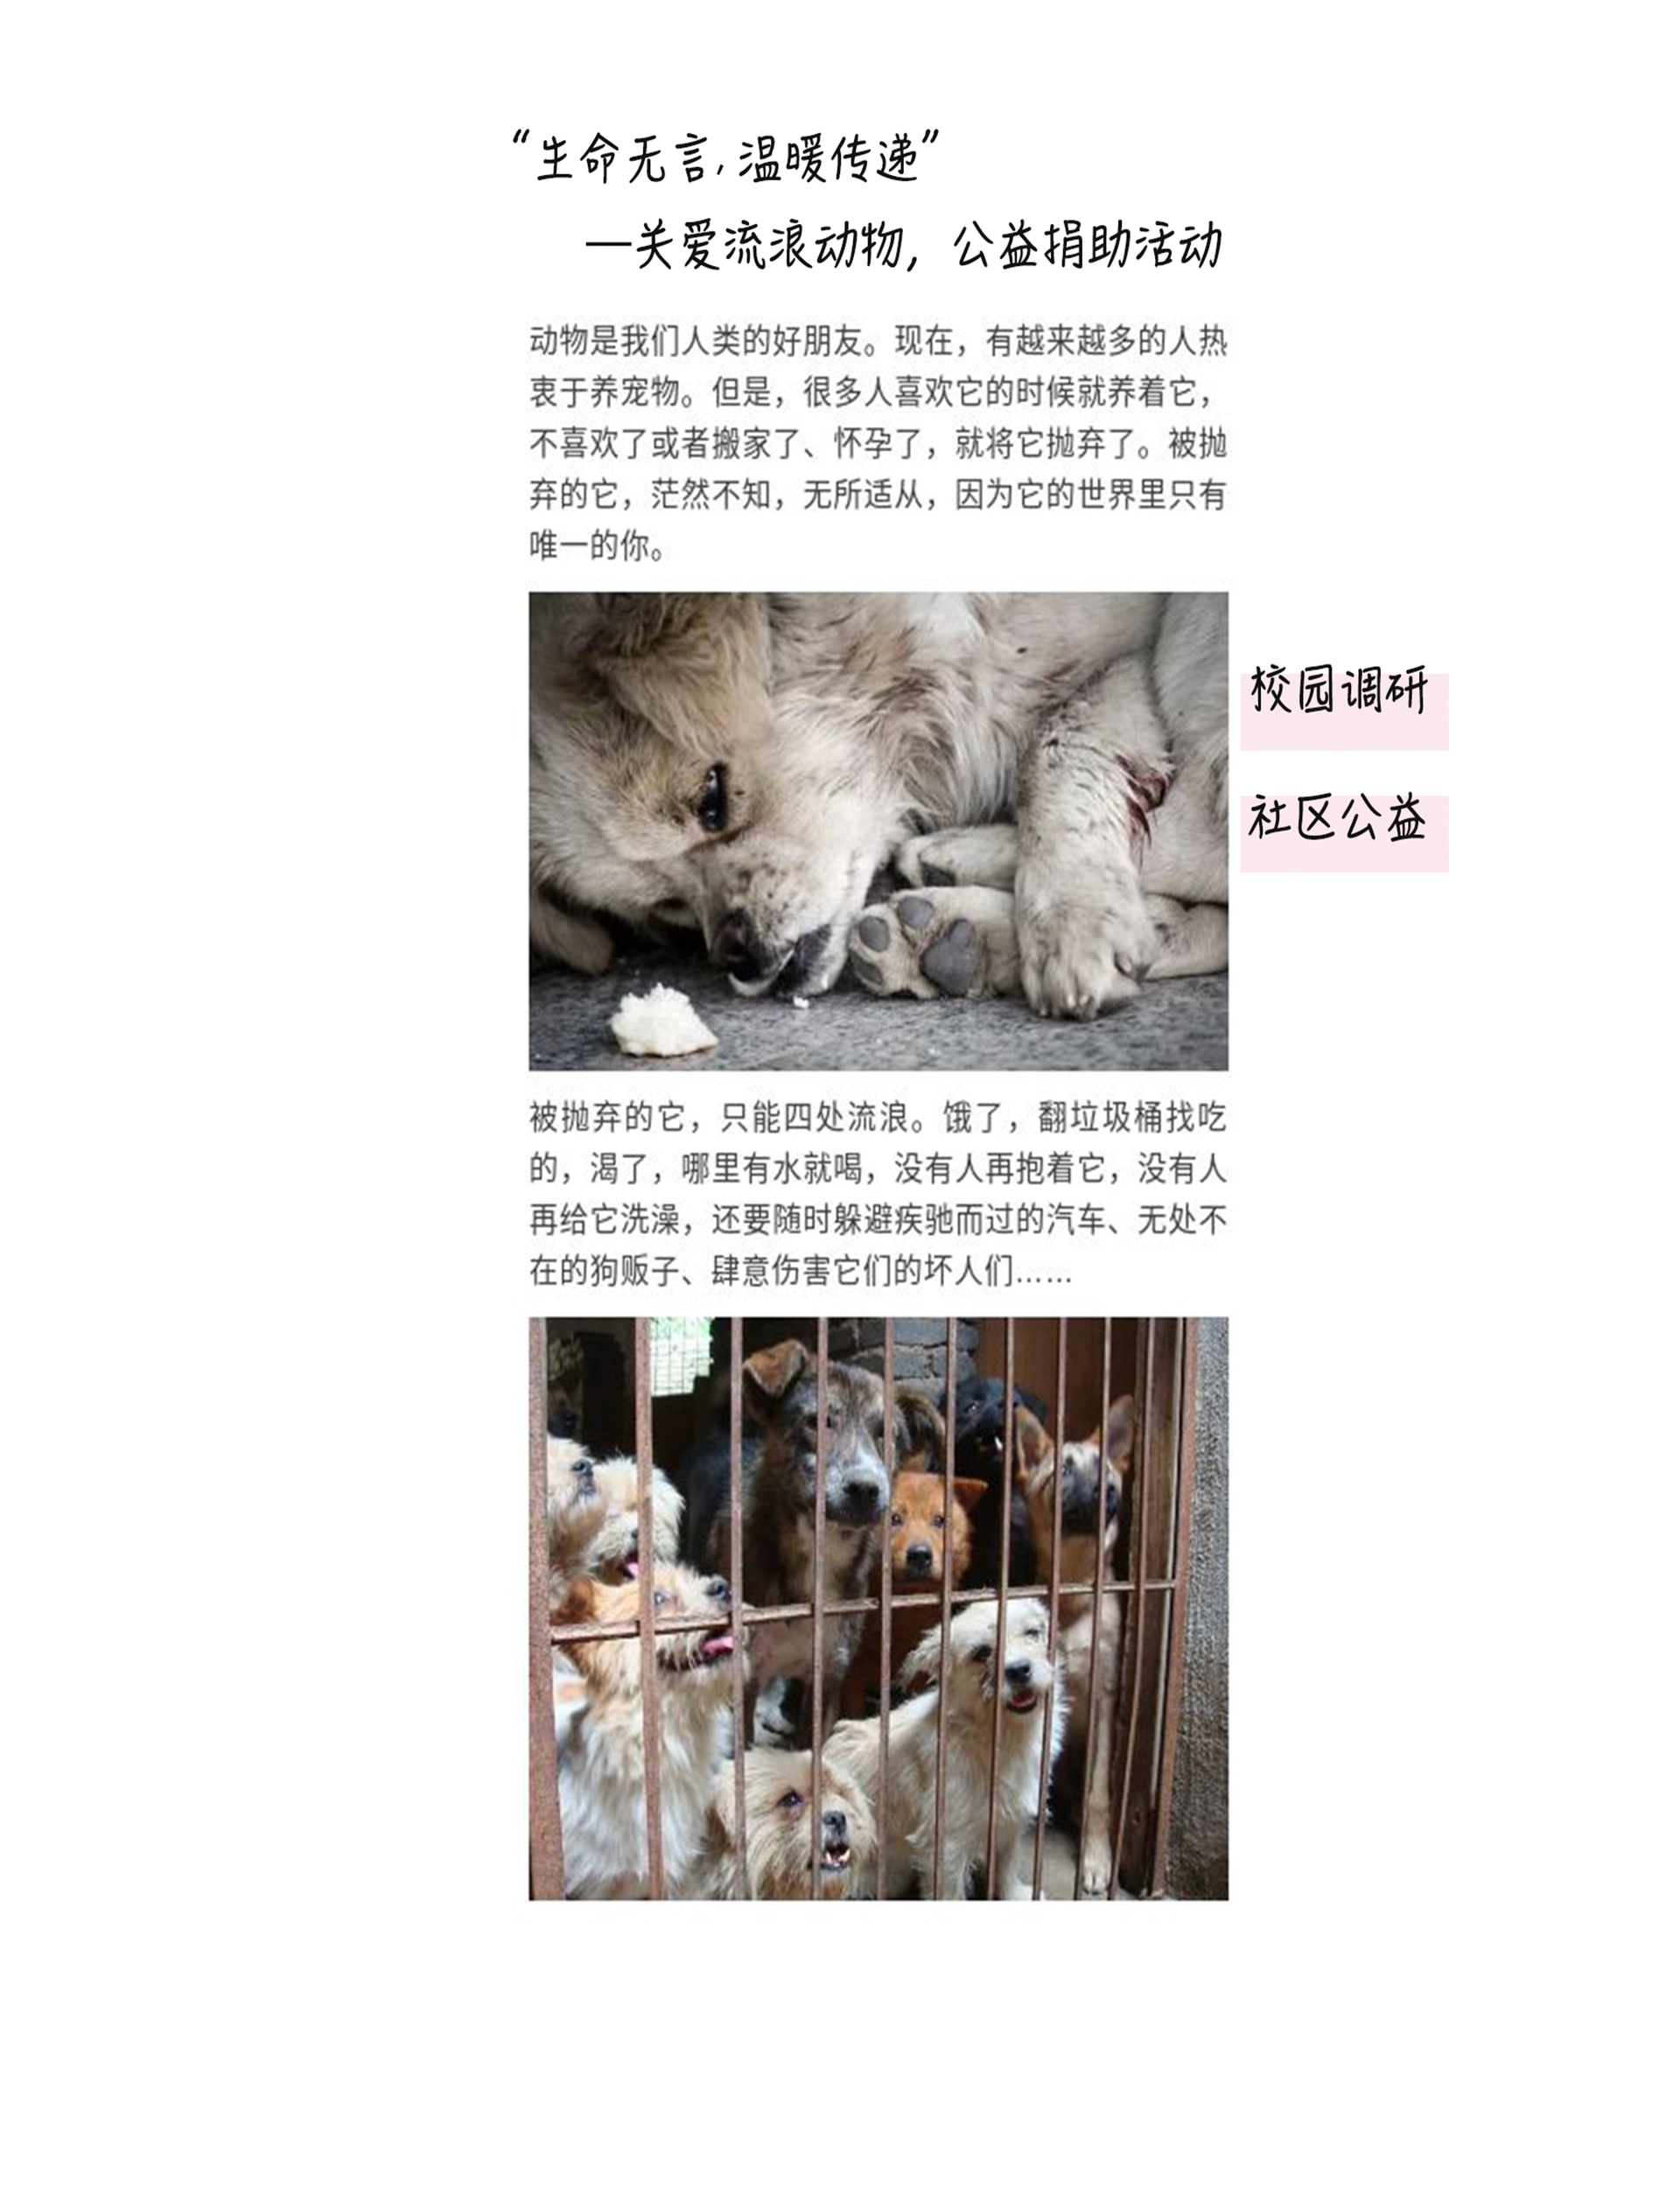 “生命无言，温暖传递”
—关爱流浪动物，公益捐助活动
动物是我们人类的好朋友。现在，有越来越多的人热
衷于养宠物。但是，很多人喜欢它的时候就养着它，
不喜欢了或者搬家了、怀孕了，就将它抛弃了。被抛
弃的它，茫然不知，无所适从，因为它的世界里只有
唯一的你。
校园调研
社区公益
被抛弃的它，只能四处流浪。饿了，翻垃圾桶找吃
的，渴了，哪里有水就喝，没有人再抱着它，没有人
再给它洗澡，还要随时躲避疾驰而过的汽车、无处不
在的狗贩子、肆意伤害它们的坏人们……